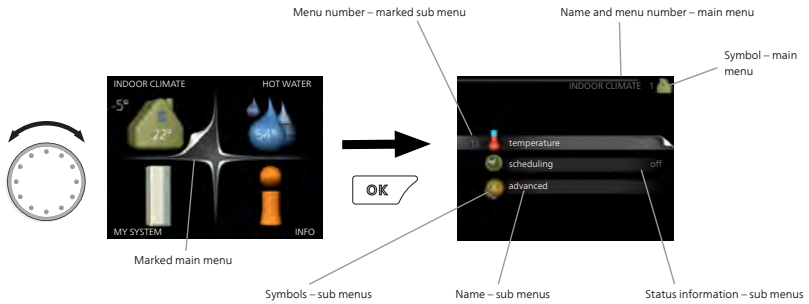 Menu number – marked sub menu
Name and menu number – main menu
Symbol – main
menu
INDOOR CLIMATE
HOT WATER
-5°
22°
54°
MY SYSTEM
INFO
Marked main menu
OK
INDOOR CLIMATE 1
1.1
temperature
scheduling
off
advanced
Symbols – sub menus
Name – sub menus
Status information – sub menus